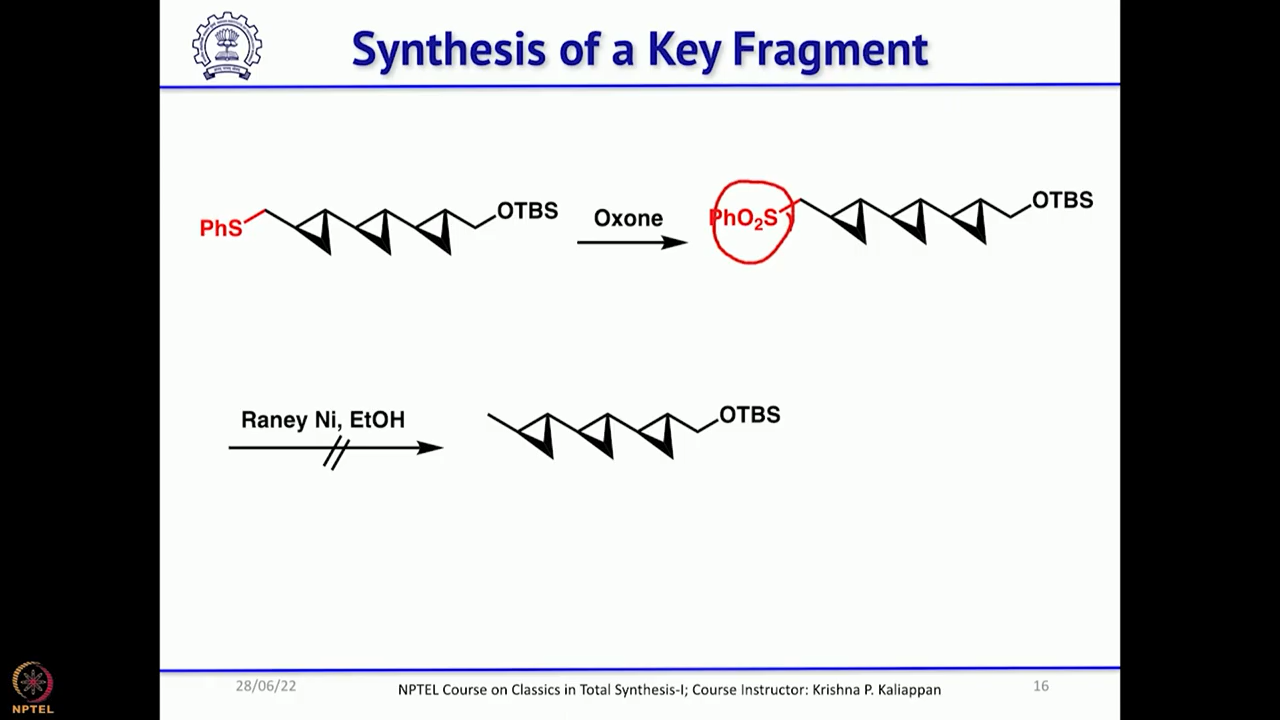 Synthesis of a Key Fragment
PhS
OTBS
Oxone
PhO2S
OTBS
Raney Ni, EtOH
OTBS
28/06/22
NPTEL Course on Classics in Total Synthesis-I; Course Instructor: Krishna P. Kaliappan
16
NPTEL